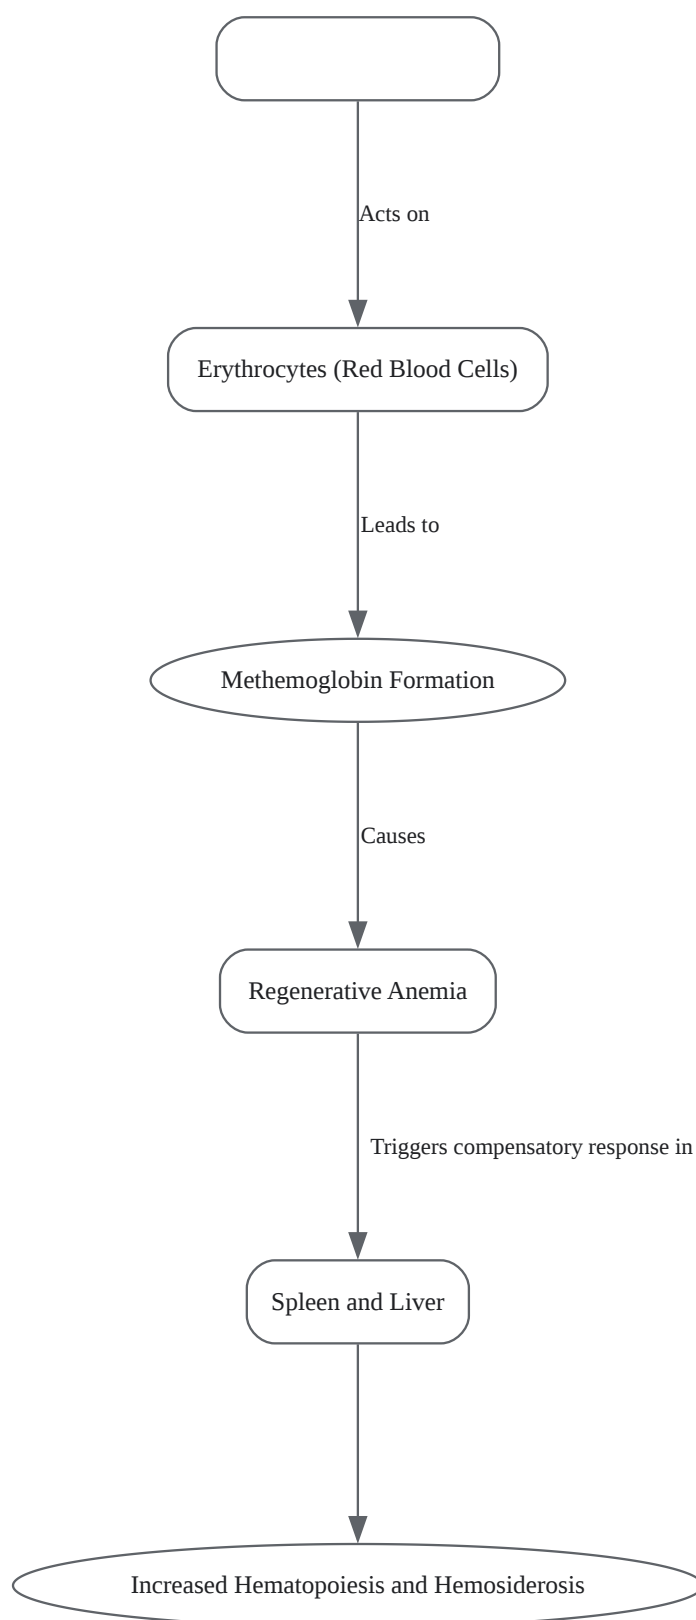 Acts on
Erythrocytes (Red Blood Cells)
Leads to
Methemoglobin Formation
Causes
Regenerative Anemia
Triggers compensatory response in
Spleen and Liver
Increased Hematopoiesis and Hemosiderosis